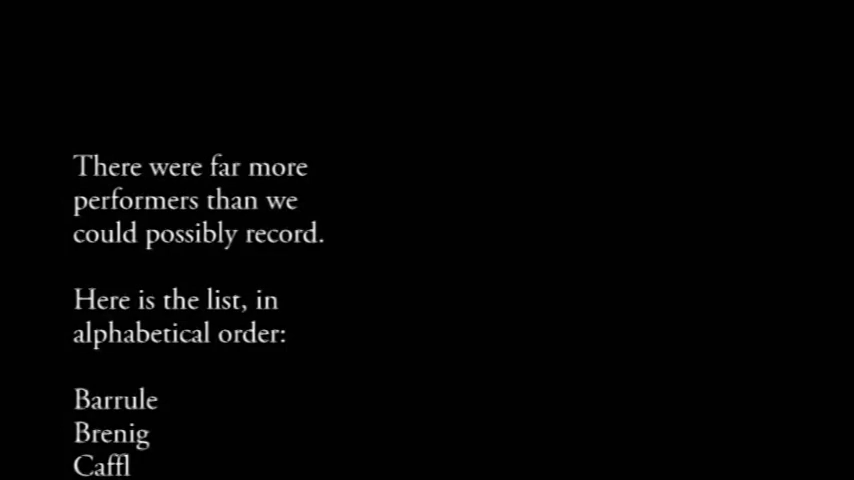 There were far more
performers than we
could possibly record.
Here is the list, in
alphabetical order:
Barrule
Brenig
Caffl